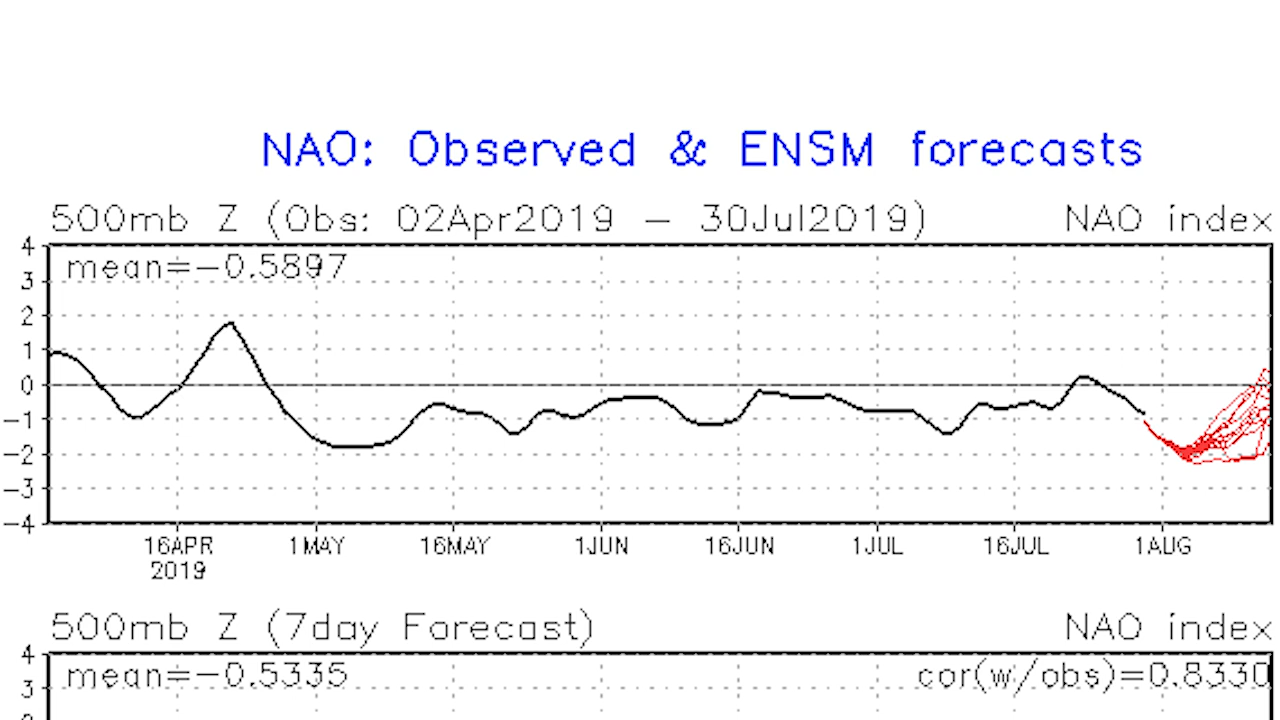 NAO: Observed & ENSM forecasts
500mb Z (Obs: 02Apr2019 – 30Jul2019) NAO index
4
mean=−0.5897
3
2
1
0
−1
−2
−3
−4
16APR 1MAY 16MAY 1JUN 16JUN 1JUL 16JUL 1AUG
2019
500mb Z (7day Forecast) NAO index
4
mean=−0.5335 cor(w/obs)=0.8330
3